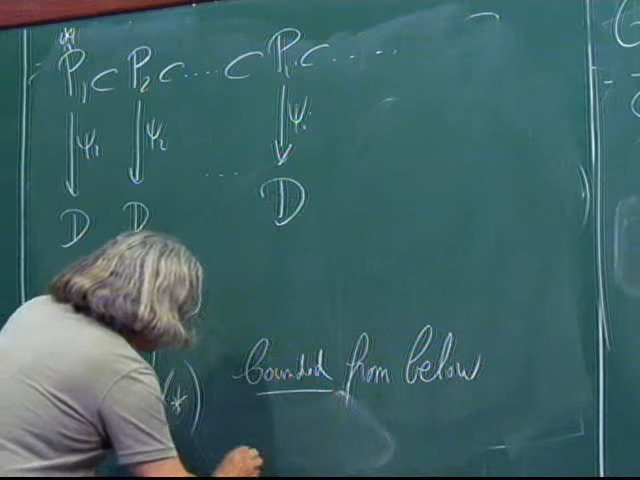 P₁ ⊂ P₂ ⊂ .... ⊂ Pᵢ ⊂ .....
↓ψ₁ ↓ψ₂ ↓ψᵢ
D D ... D
(*) bounded from below